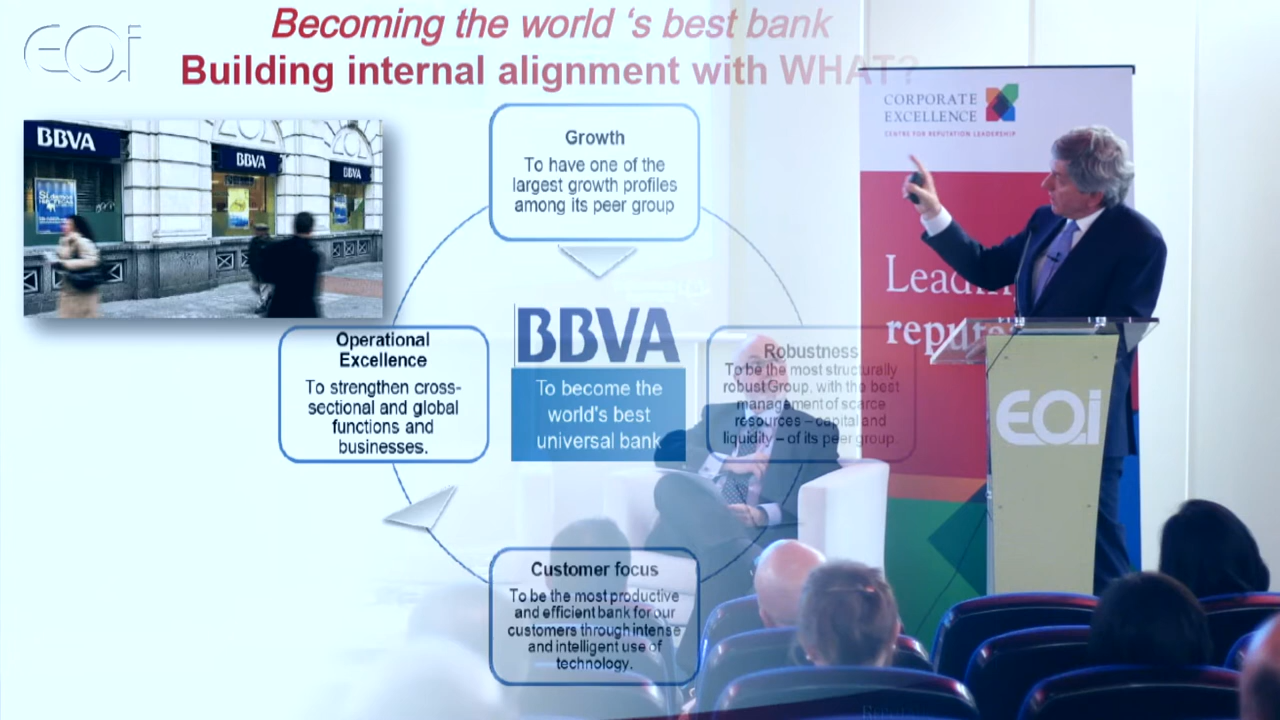 Becoming the world ‘s best bank
Building internal alignment with WHAT?
EOi
BBVA
BBVA
BBVA
Growth
To have one of the
largest growth profiles
among its peer group
CORPORATE
EXCELLENCE
CENTRE FOR REPUTATION LEADERSHIP
Operational
Excellence
To strengthen cross-
sectional and global
functions and
businesses.
BBVA
To become the
world's best
universal bank
Robustness
To be the most structurally
robust Group, with the best
management of scarce
resources – capital and
liquidity – of its peer group.
Customer focus
To be the most productive
and efficient bank for our
customers through intense
and intelligent use of
technology.
EOi